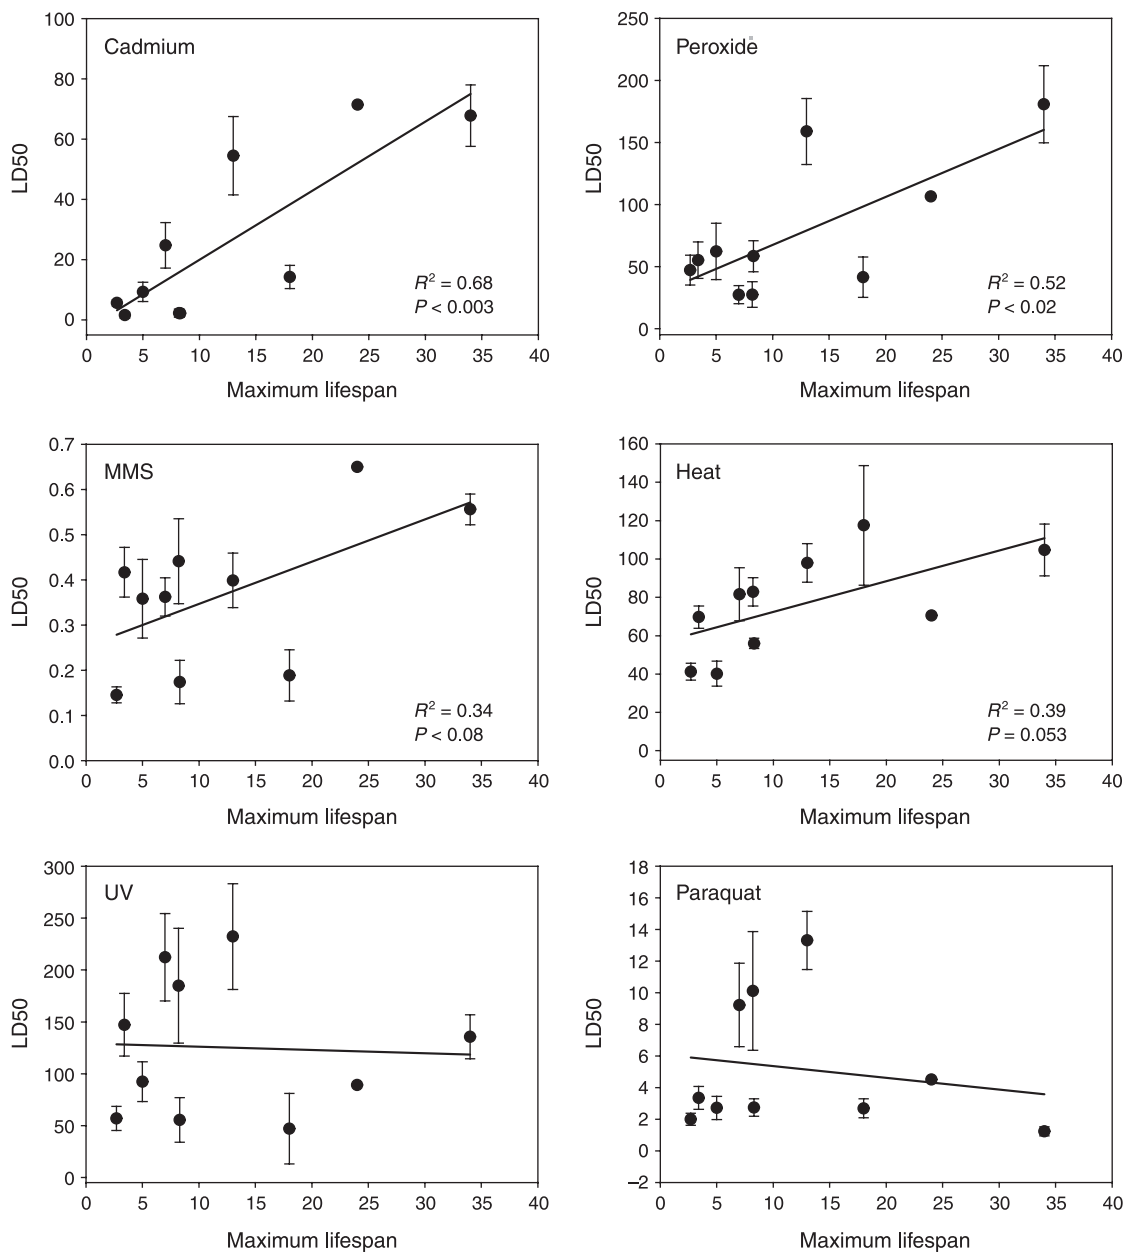 100
80
60
40
20
0
LD50
Cadmium
R² = 0.68
P < 0.003
0 5 10 15 20 25 30 35 40
Maximum lifespan
250
200
150
100
50
0
LD50
Peroxide
R² = 0.52
P < 0.02
0 5 10 15 20 25 30 35 40
Maximum lifespan
0.7
0.6
0.5
0.4
0.3
0.2
0.1
0.0
LD50
MMS
R² = 0.34
P < 0.08
0 5 10 15 20 25 30 35 40
Maximum lifespan
160
140
120
100
80
60
40
20
0
LD50
Heat
R² = 0.39
P = 0.053
0 5 10 15 20 25 30 35 40
Maximum lifespan
300
250
200
150
100
50
0
LD50
UV
0 5 10 15 20 25 30 35 40
Maximum lifespan
18
16
14
12
10
8
6
4
2
0
–2
LD50
Paraquat
0 5 10 15 20 25 30 35 40
Maximum lifespan